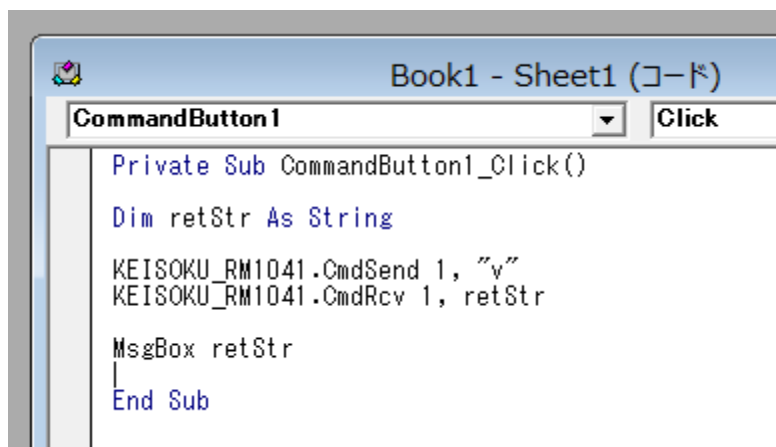 Book1 - Sheet1 (コード)
CommandButton1
Click
Private Sub CommandButton1_Click()
Dim retStr As String
KEISOKU_RM1041.CmdSend 1, "v"
KEISOKU_RM1041.CmdRcv 1, retStr
MsgBox retStr
End Sub